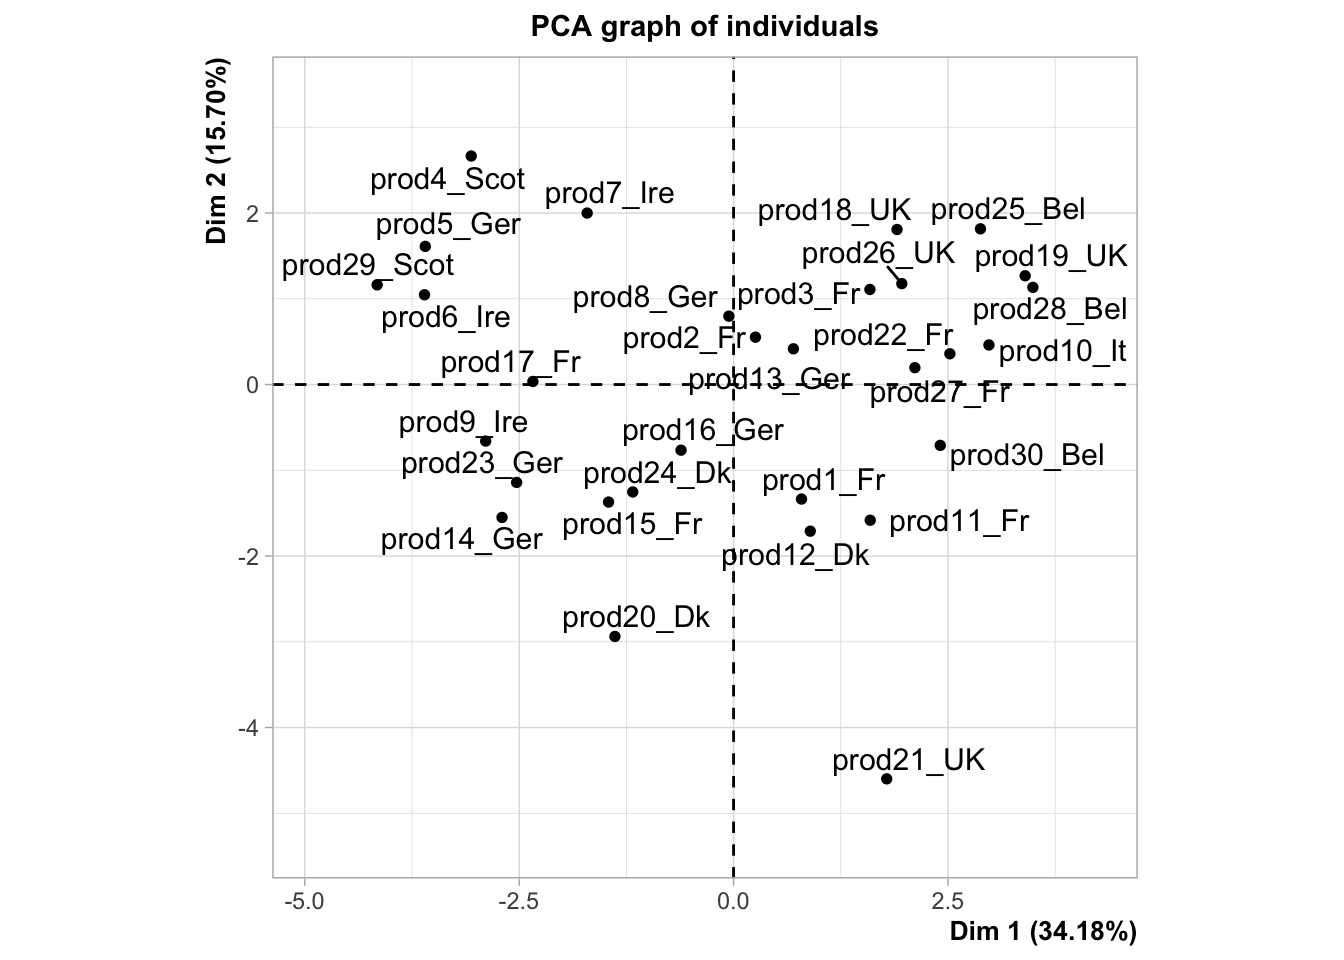 PCA graph of individuals
Dim 2 (15.70%)
prod4_Scot
prod7_Ire
prod18_UK
prod25_Bel
2
prod5_Ger
prod26_UK
prod19_UK
prod29_Scot
prod8_Ger
prod3_Fr
prod28_Bel
prod6_Ire
prod2_Fr
prod22_Fr
prod10_It
prod17_Fr
prod13_Ger
0
prod27_Fr
prod9_Ire
prod16_Ger
prod30_Bel
prod23_Ger
prod24_Dk
prod1_Fr
prod15_Fr
prod11_Fr
prod14_Ger
prod12_Dk
-2
prod20_Dk
-4
prod21_UK
-5.0 -2.5 0.0 2.5
Dim 1 (34.18%)